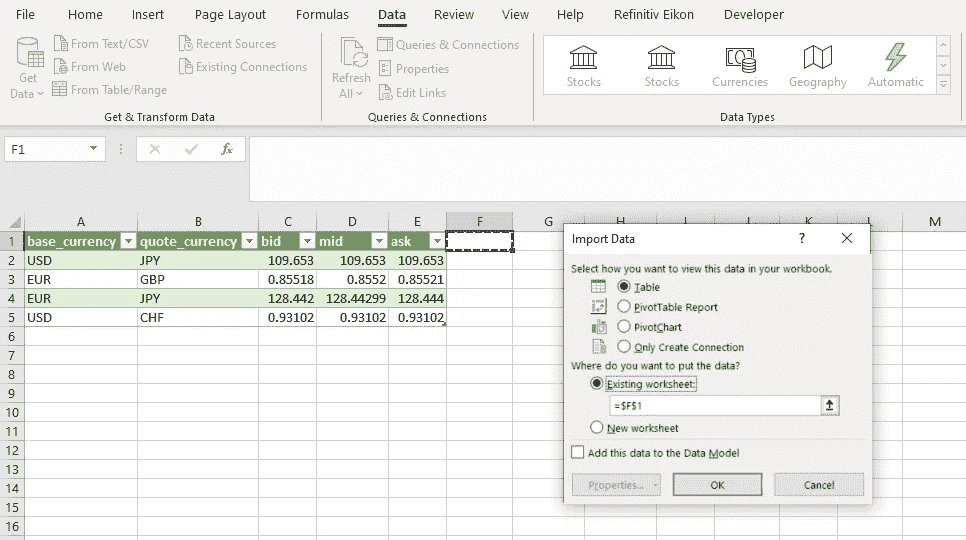 File Home Insert Page Layout Formulas Data Review View Help Refinitiv Eikon Developer
Get Data
From Text/CSV
From Web
From Table/Range
Recent Sources
Existing Connections
Get & Transform Data
Refresh All
Queries & Connections
Properties
Edit Links
Queries & Connections
Stocks Stocks Currencies Geography Automatic
Data Types
F1 fx
A B C D E F G H I J K L M
1 base_currency quote_currency bid mid ask
2 USD JPY 109.653 109.653 109.653
3 EUR GBP 0.85518 0.8552 0.85521
4 EUR JPY 128.442 128.44299 128.444
5 USD CHF 0.93102 0.93102 0.93102
6
7
8
9
10
11
12
13
14
15
16
Import Data ?
Select how you want to view this data in your workbook.
Table
PivotTable Report
PivotChart
Only Create Connection
Where do you want to put the data?
Existing worksheet:
=$F$1
New worksheet
Add this data to the Data Model
Properties... OK Cancel